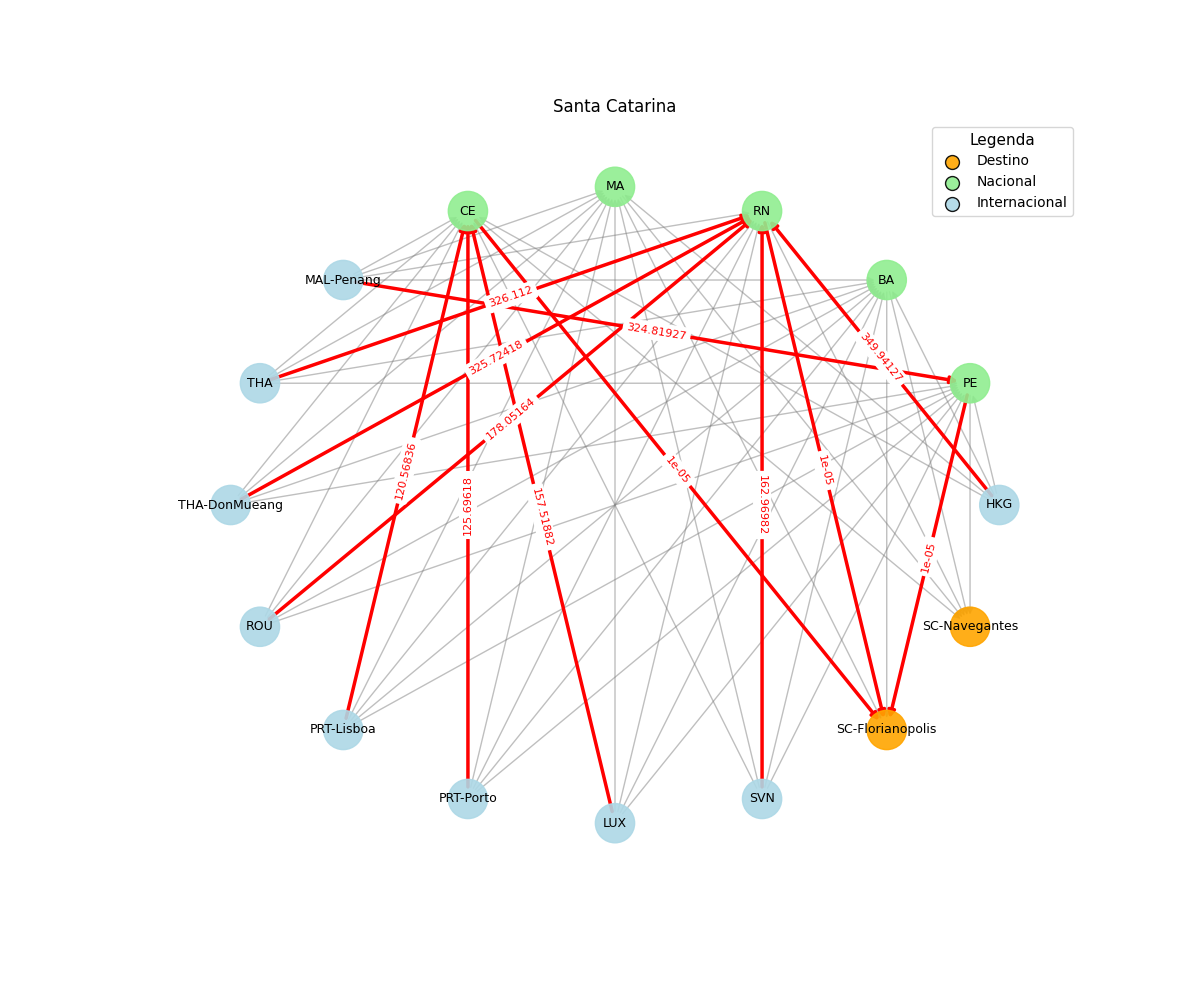 Santa Catarina
Legenda
Destino
Nacional
Internacional
MA
CE
RN
MAL-Penang
BA
326.112
324.81927
349.94127
325.72418
THA
PE
178.05164
120.56836
1e-05
1e-05
THA-DonMueang
125.69618
157.51882
162.96982
HKG
1e-05
ROU
SC-Navegantes
PRT-Lisboa
SC-Florianopolis
PRT-Porto
SVN
LUX